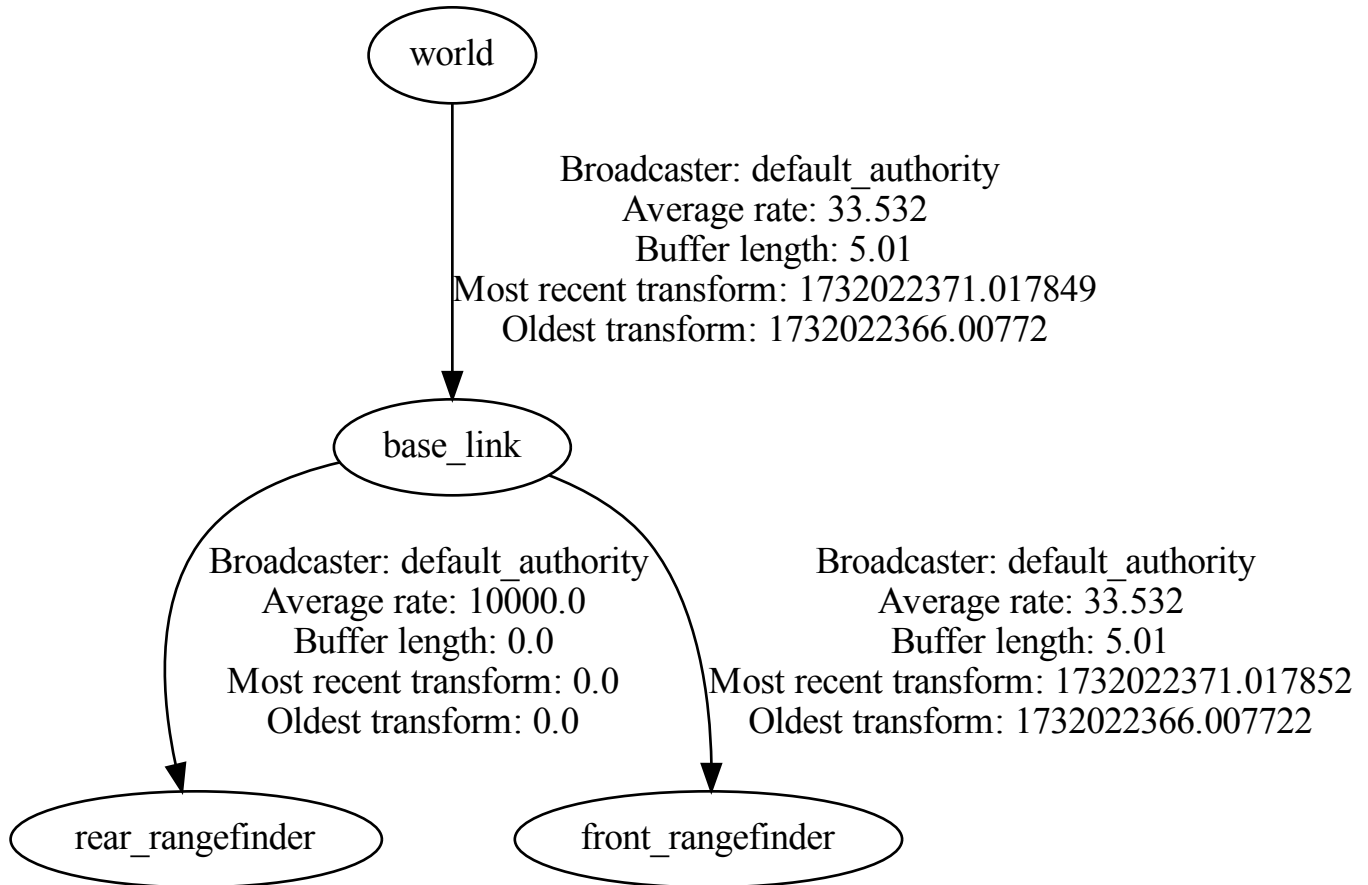 world
Broadcaster: default_authority
Average rate: 33.532
Buffer length: 5.01
Most recent transform: 1732022371.017849
Oldest transform: 1732022366.00772
base_link
Broadcaster: default_authority
Average rate: 10000.0
Buffer length: 0.0
Most recent transform: 0.0
Oldest transform: 0.0
Broadcaster: default_authority
Average rate: 33.532
Buffer length: 5.01
Most recent transform: 1732022371.017852
Oldest transform: 1732022366.007722
rear_rangefinder
front_rangefinder